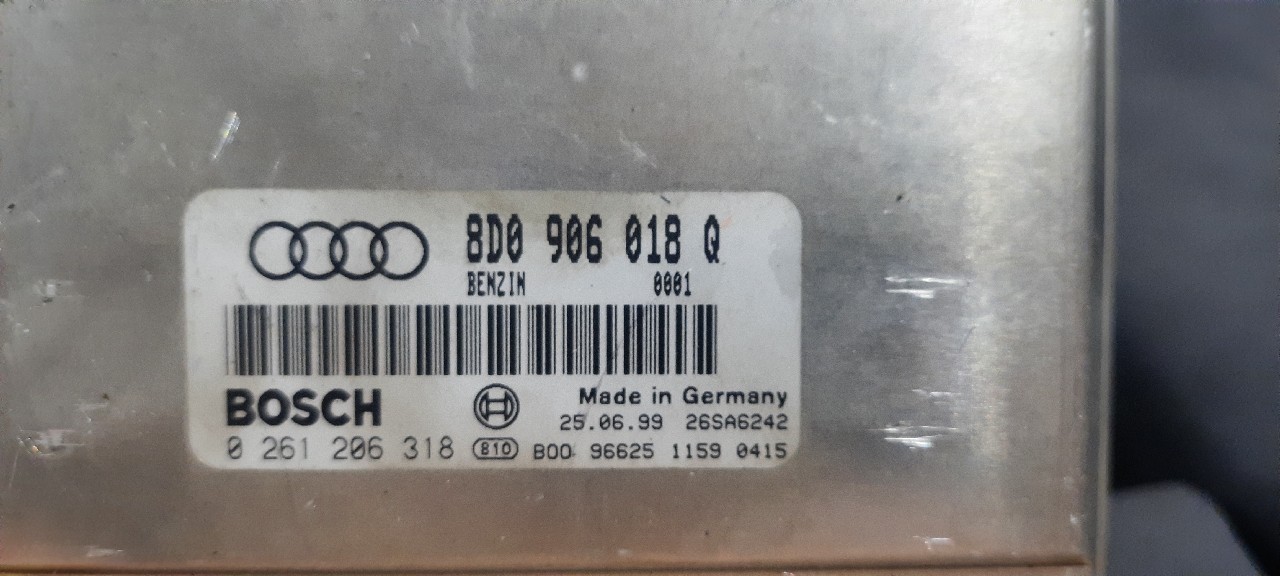 8D0 906 018 Q
BENZIN 0001
BOSCH
Made in Germany
25.06.99 26SA6242
0 261 206 318 810 B00 96625 1159 0415